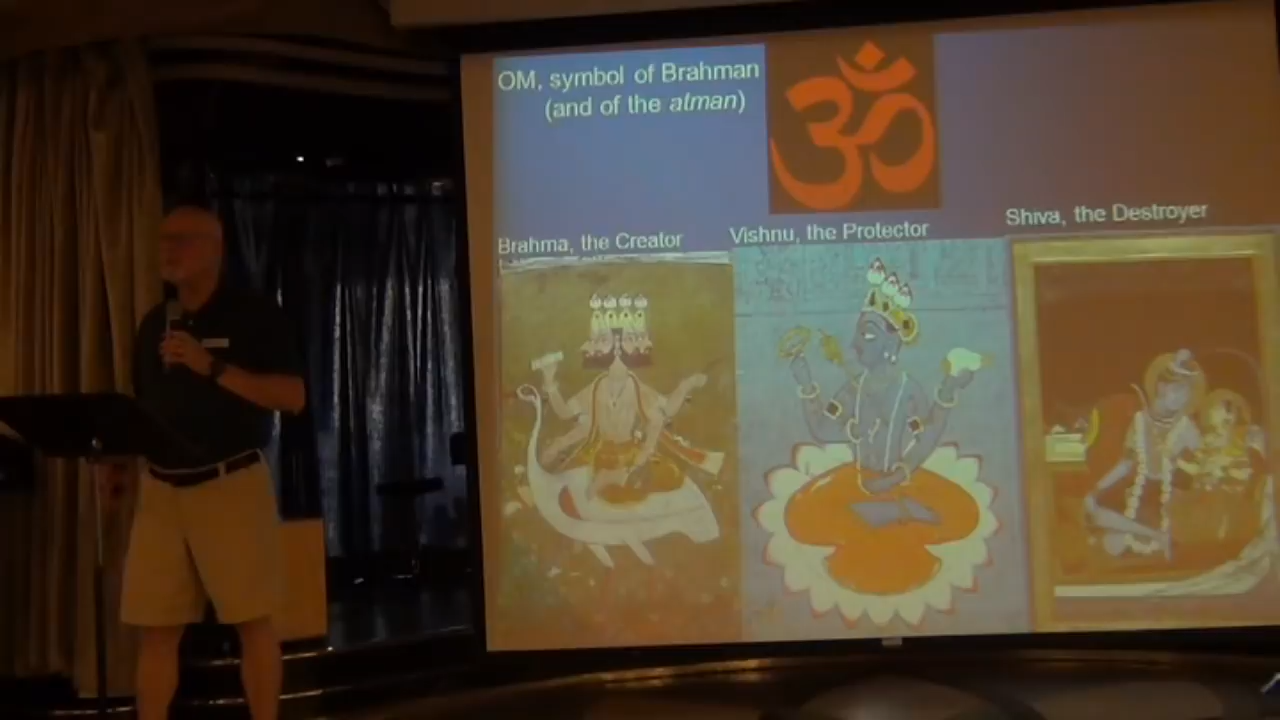 OM, symbol of Brahman
(and of the atman)
ॐ
Brahma, the Creator
Vishnu, the Protector
Shiva, the Destroyer